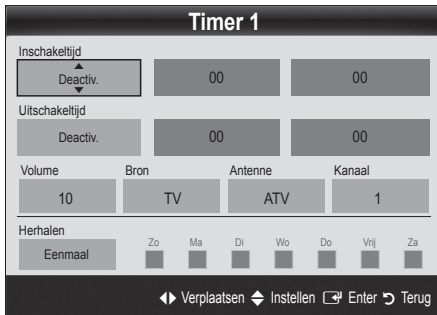 Timer 1
Inschakeltijd
Deactiv. 00 00
Uitschakeltijd
Deactiv. 00 00
Volume Bron Antenne Kanaal
10 TV ATV 1
Herhalen
Zo Ma Di Wo Do Vrij Za
Eenmaal
Verplaatsen Instellen Enter Terug